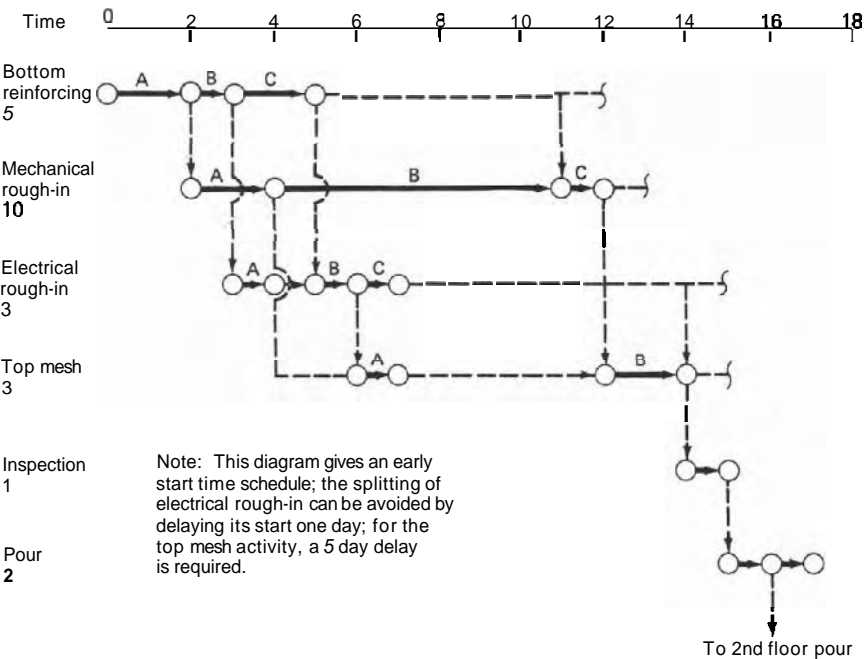 Time 0 2 4 6 8 10 12 14 16 18
Bottom
reinforcing
5
A B C
Mechanical
rough-in
10
A B C
Electrical
rough-in
3
A B C
Top mesh
3
A B
Inspection
1
Note: This diagram gives an early
start time schedule; the splitting of
electrical rough-in can be avoided by
delaying its start one day; for the
top mesh activity, a 5 day delay
is required.
Pour
2
To 2nd floor pour